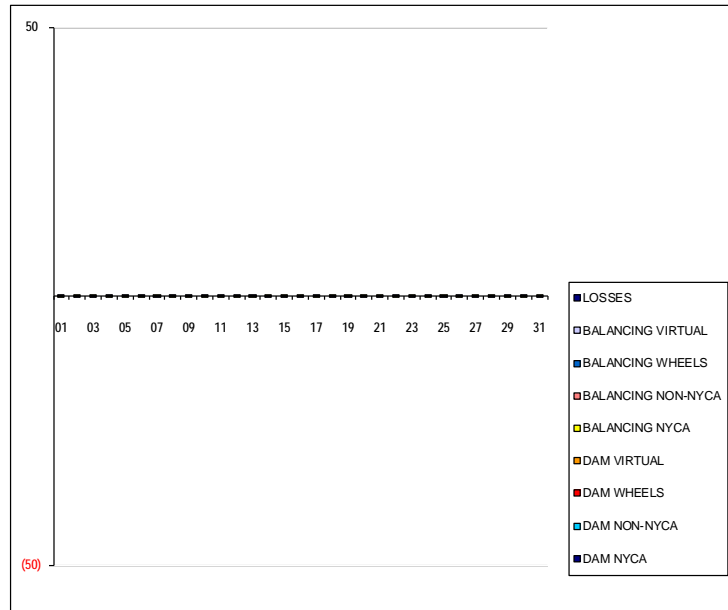 50
01 03 05 07 09 11 13 15 17 19 21 23 25 27 29 31
(50)
LOSSES
BALANCING VIRTUAL
BALANCING WHEELS
BALANCING NON-NYCA
BALANCING NYCA
DAM VIRTUAL
DAM WHEELS
DAM NON-NYCA
DAM NYCA